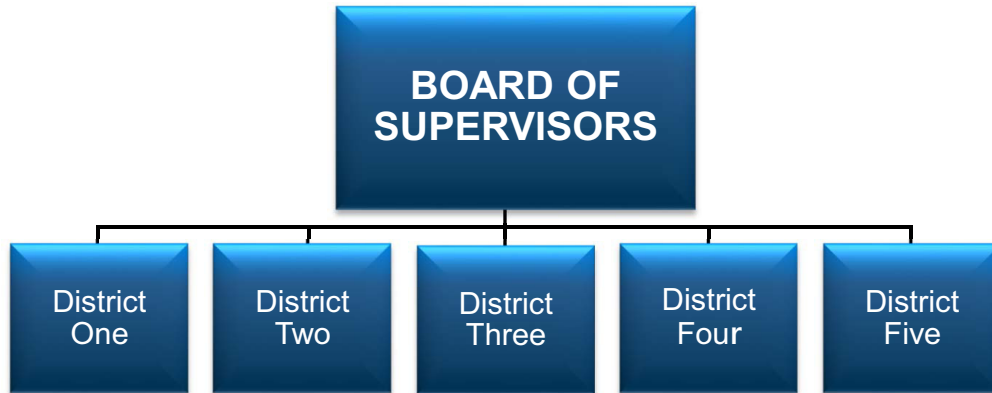 BOARD OF
SUPERVISORS
District
One
District
Two
District
Three
District
Four
District
Five